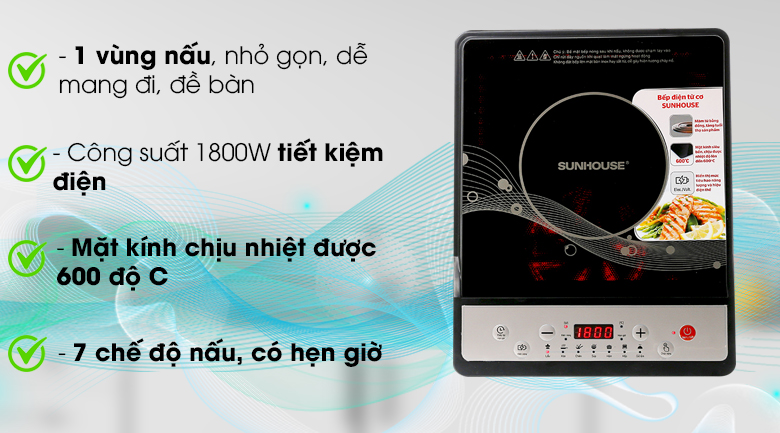 - 1 vùng nấu, nhỏ gọn, dễ
mang đi, đề bàn
- Công suất 1800W tiết kiệm
điện
- Mặt kính chịu nhiệt được
600 độ C
- 7 chế độ nấu, có hẹn giờ
Bếp điện từ cơ
SUNHOUSE
600°C
SUNHOUSE®
1800